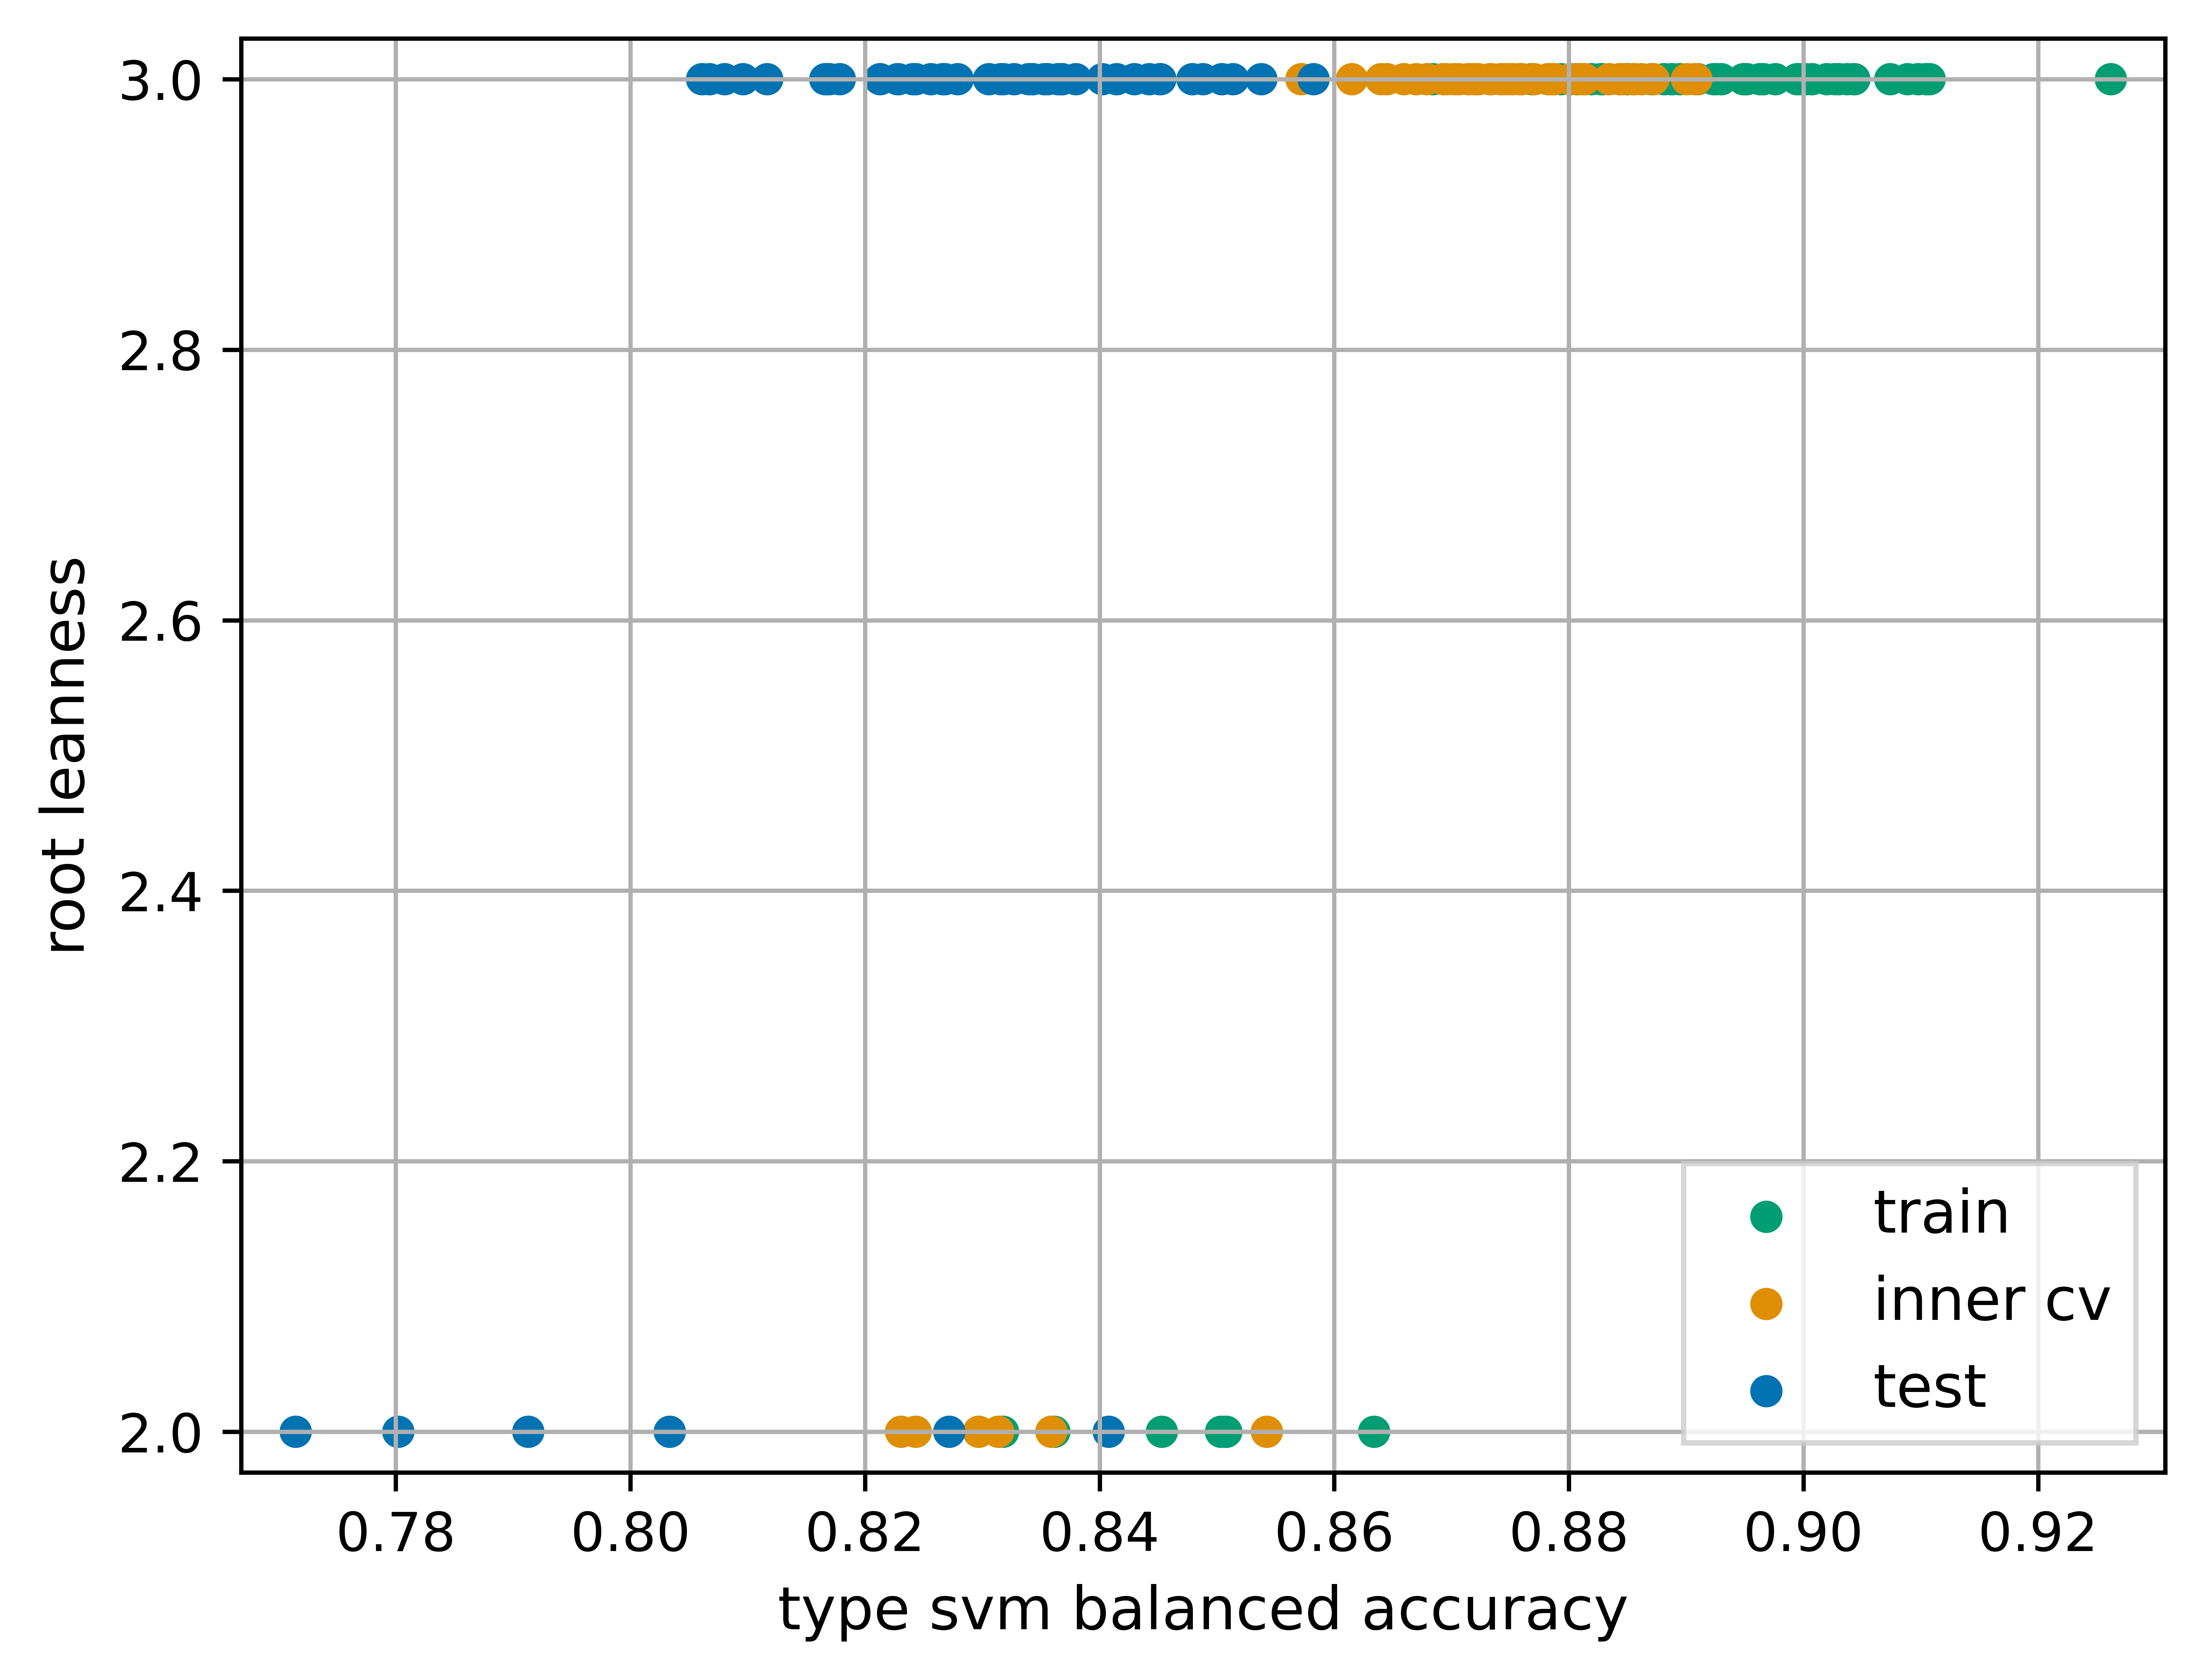 3.0
2.8
2.6
2.4
2.2
2.0
root leanness
train
inner cv
test
0.78 0.80 0.82 0.84 0.86 0.88 0.90 0.92
type svm balanced accuracy